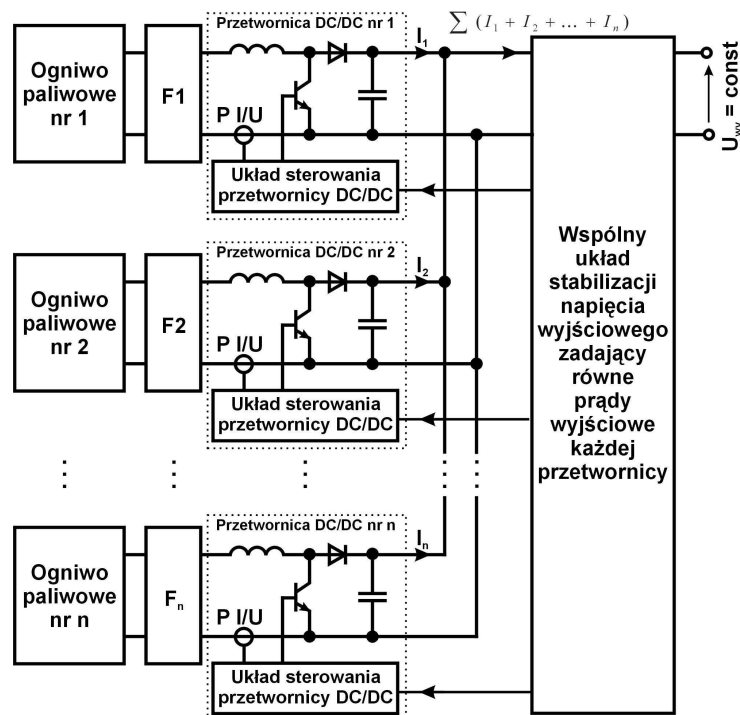 Przetwornica DC/DC nr 1
I₁
∑ (I₁ + I₂ + ... + Iₙ)
Ogniwo
paliwowe
nr 1
F1
P I/U
Układ sterowania
przetwornicy DC/DC
U_wy = const
Przetwornica DC/DC nr 2
I₂
Ogniwo
paliwowe
nr 2
F2
P I/U
Układ sterowania
przetwornicy DC/DC
Wspólny
układ
stabilizacji
napięcia
wyjściowego
zadający
równe
prądy
wyjściowe
każdej
przetwornicy
Przetwornica DC/DC nr n
Iₙ
Ogniwo
paliwowe
nr n
Fₙ
P I/U
Układ sterowania
przetwornicy DC/DC